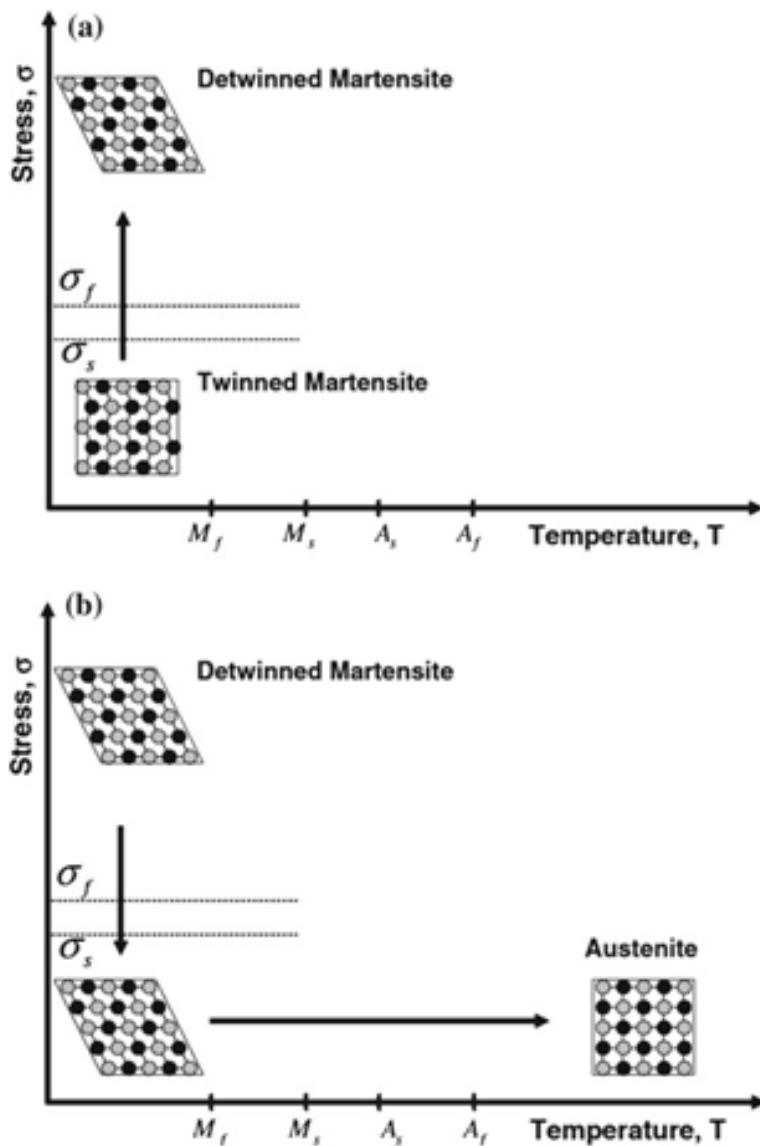 (a)
Stress, σ
Detwinned Martensite
σf
σs
Twinned Martensite
Mf Ms As Af Temperature, T
(b)
Stress, σ
Detwinned Martensite
σf
σs
Austenite
Mf Ms As Af Temperature, T